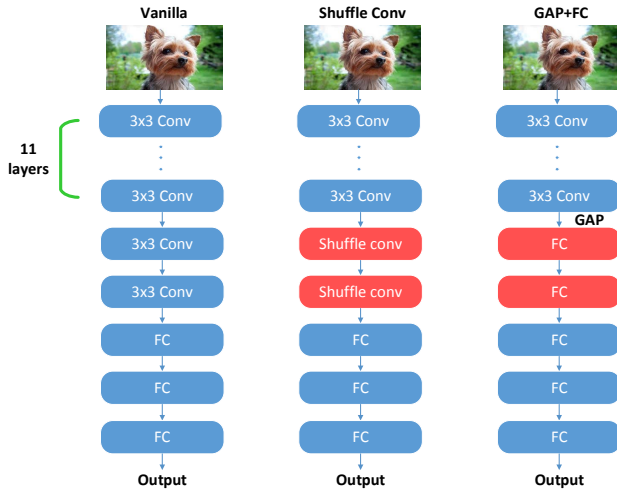 Vanilla
Shuffle Conv
GAP+FC
11
layers
3x3 Conv
3x3 Conv
3x3 Conv
3x3 Conv
FC
FC
FC
Output
3x3 Conv
3x3 Conv
Shuffle conv
Shuffle conv
FC
FC
FC
Output
3x3 Conv
3x3 Conv
GAP
FC
FC
FC
FC
FC
Output